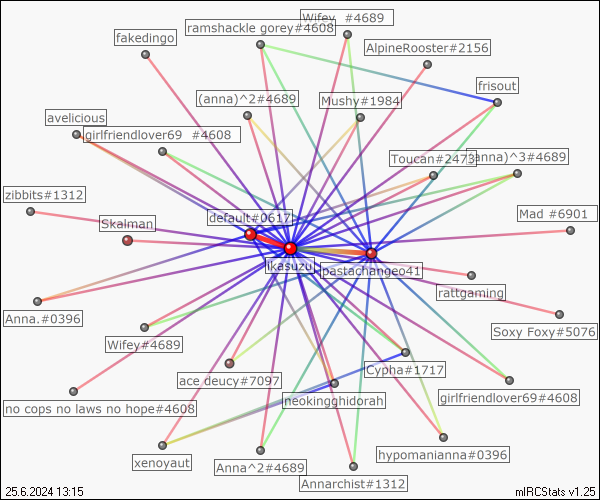 Wifey #4689
ramshackle gorey#4608
fakedingo
AlpineRooster#2156
frisout
(anna)^2#4689
Mushy#1984
avelicious
girlfriendlover69 #4608
Toucan#2473
(anna)^3#4689
zibbits#1312
default#0617
Mad #6901
Skalman
ikasuzu
pastachangeo41
rattgaming
Anna.#0396
Soxy Foxy#5076
Wifey#4689
Cypha#1717
ace deucy#7097
neokingghidorah
girlfriendlover69#4608
no cops no laws no hope#4608
hypomanianna#0396
xenoyaut
Anna^2#4689
Annarchist#1312
25.6.2024 13:15
mIRCStats v1.25